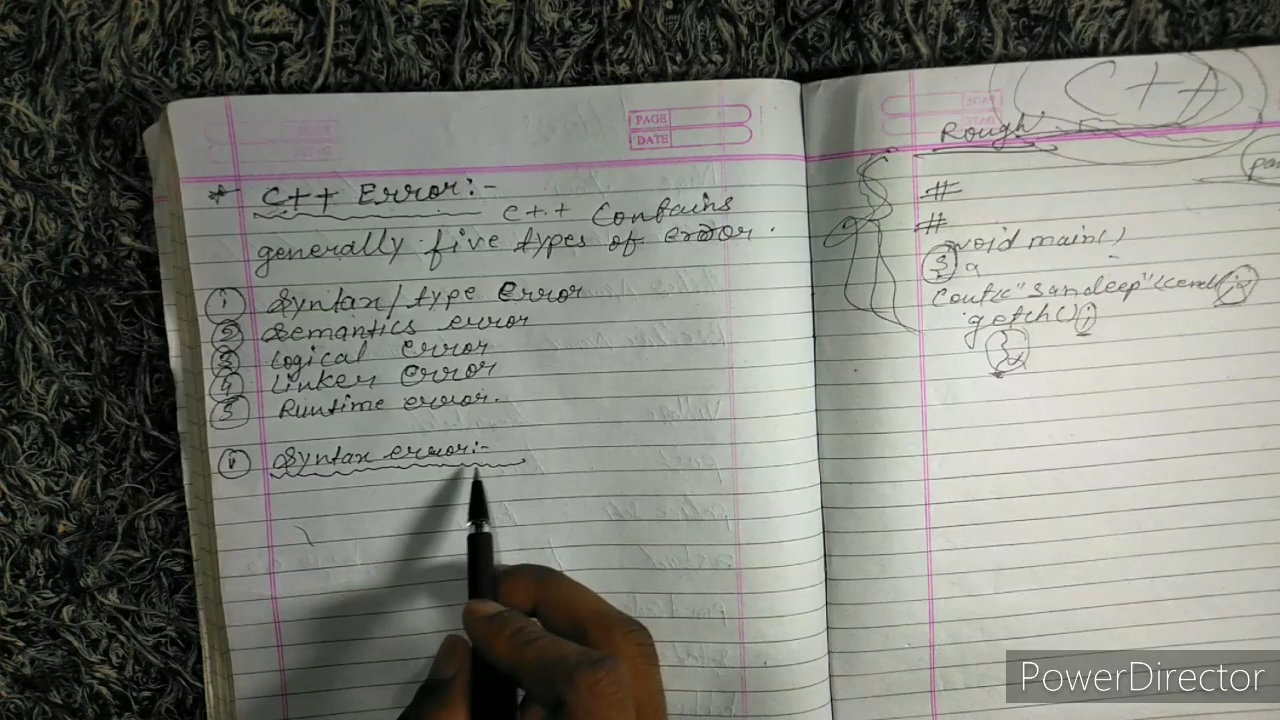 PAGE
DATE
* C++ Error:-
C++ Contains
generally five types of error.
① Syntax/type error
② Semantics error
③ Logical error
④ Linker error
⑤ Runtime error.
① Syntax error:-
C++
Rough
#
#
void main()
{
cout<<"Sandeep"<<endl;
getch();
}
PowerDirector